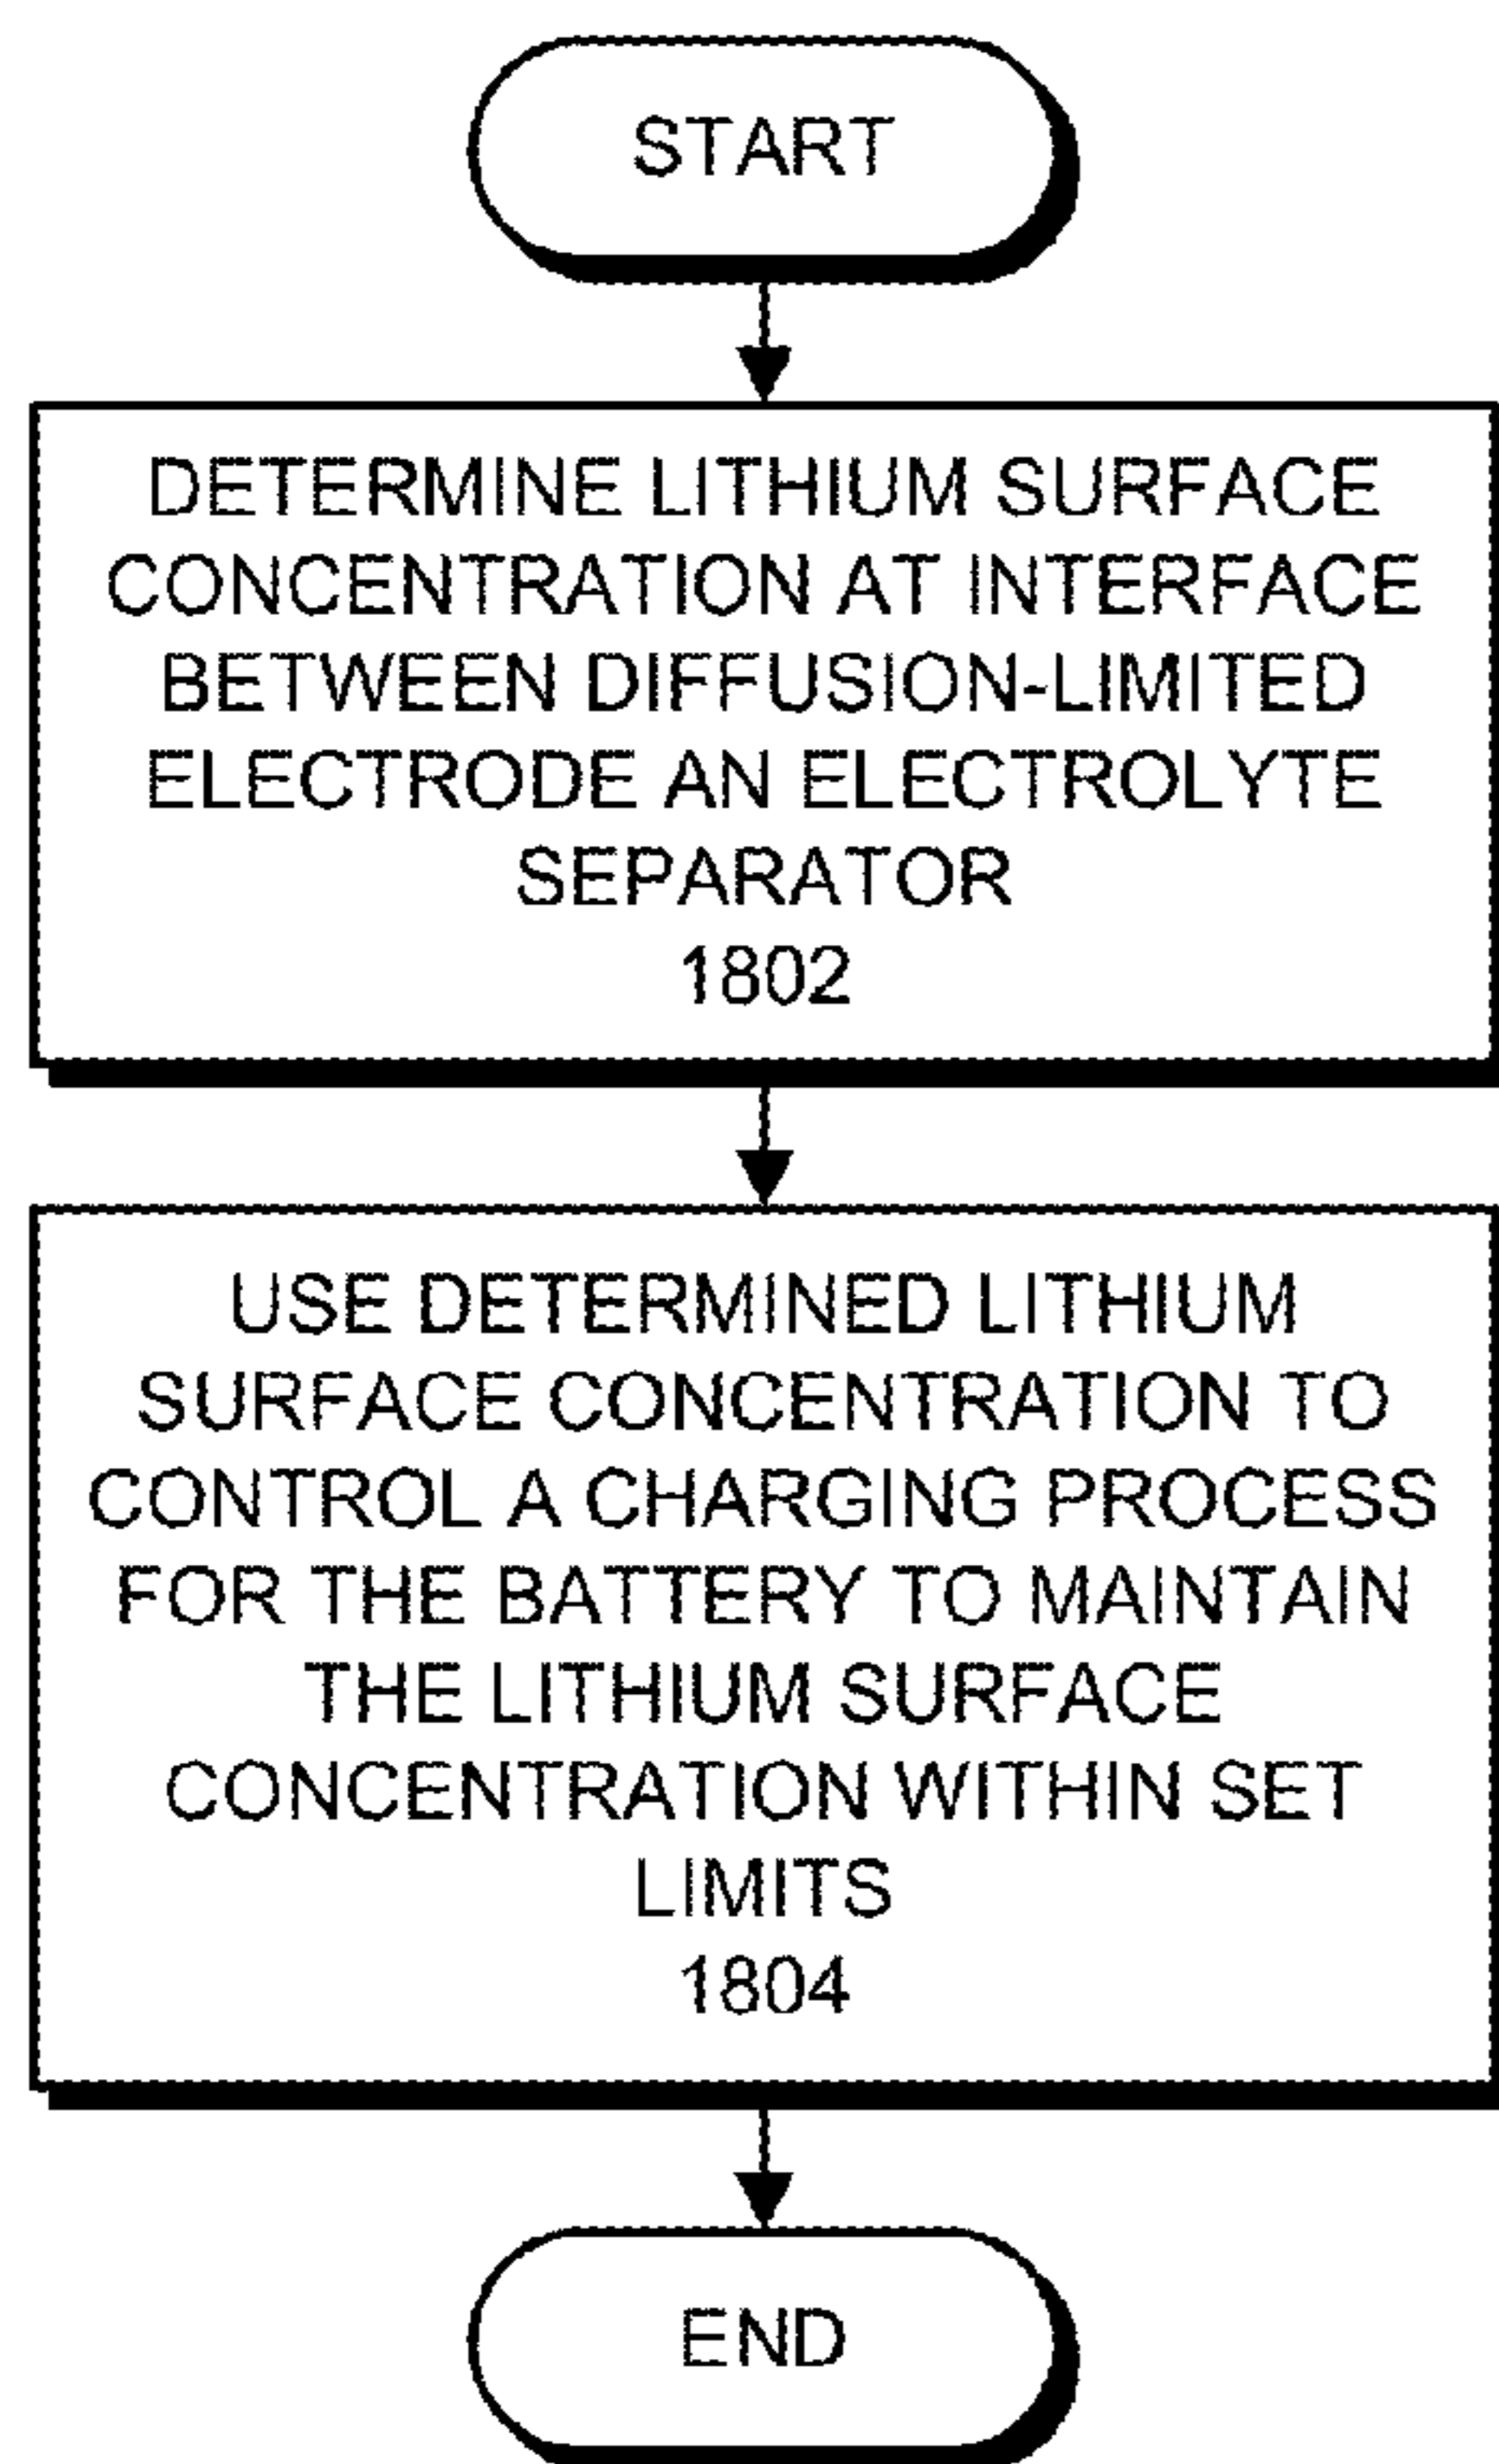 START
DETERMINE LITHIUM SURFACE
CONCENTRATION AT INTERFACE
BETWEEN DIFFUSION-LIMITED
ELECTRODE AN ELECTROLYTE
SEPARATOR
1802
USE DETERMINED LITHIUM
SURFACE CONCENTRATION TO
CONTROL A CHARGING PROCESS
FOR THE BATTERY TO MAINTAIN
THE LITHIUM SURFACE
CONCENTRATION WITHIN SET
LIMITS
1804
END